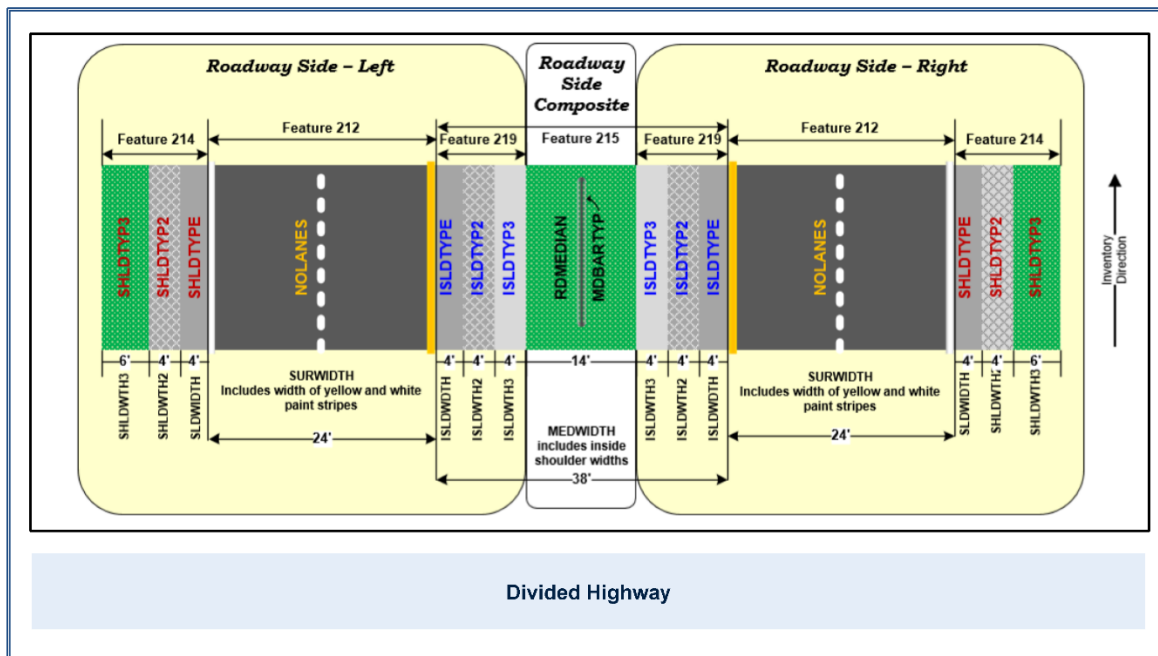 Roadway Side – Left
Roadway
Side
Composite
Roadway Side – Right
Feature 214
Feature 212
Feature 219
Feature 215
Feature 219
Feature 212
Feature 214
SHLDTYP3
SHLDTYP2
SHLDTYPE
NOLANES
ISLDTYPE
ISLDTYP2
ISLDTYP3
RDMEDIAN
MDBARTYP
ISLDTYP3
ISLDTYP2
ISLDTYPE
NOLANES
SHLDTYPE
SHLDTYP2
SHLDTYP3
Inventory
Direction
6'
4'
4'
4'
4'
4'
14'
4'
4'
4'
4'
4'
6'
SHLDWTH3
SHLDWTH2
SLDWIDTH
SURWIDTH
Includes width of yellow and white
paint stripes
24'
ISLDWDTH
ISLDWTH2
ISLDWTH3
MEDWIDTH
includes inside
shoulder widths
38'
ISLDWTH3
ISLDWTH2
ISLDWDTH
SURWIDTH
Includes width of yellow and white
paint stripes
24'
SLDWIDTH
SHLDWTH2
SHLDWTH3
Divided Highway